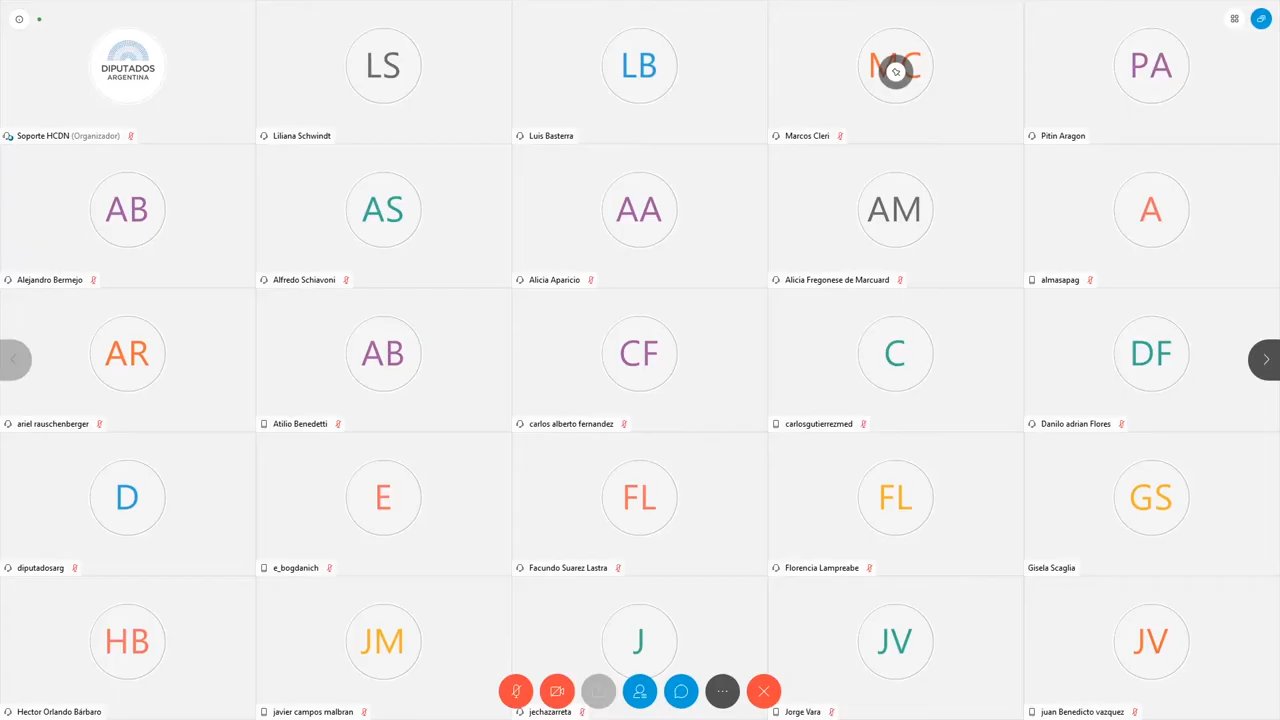 DIPUTADOS
ARGENTINA
LS
LB
MC
PA
Soporte HCDN (Organizador)
Liliana Schwindt
Luis Basterra
Marcos Cleri
Pitin Aragon
AB
AS
AA
AM
A
Alejandro Bermejo
Alfredo Schiavoni
Alicia Aparicio
Alicia Fregonese de Marcuard
almasapag
AR
AB
CF
C
DF
ariel rauschenberger
Atilio Benedetti
carlos alberto fernandez
carlosgutierrezmed
Danilo adrian Flores
D
E
FL
FL
GS
diputadosarg
e_bogdanich
Facundo Suarez Lastra
Florencia Lampreabe
Gisela Scaglia
HB
JM
J
JV
JV
Hector Orlando Bárbaro
javier campos malbran
jechazarreta
Jorge Vara
juan Benedicto vazquez